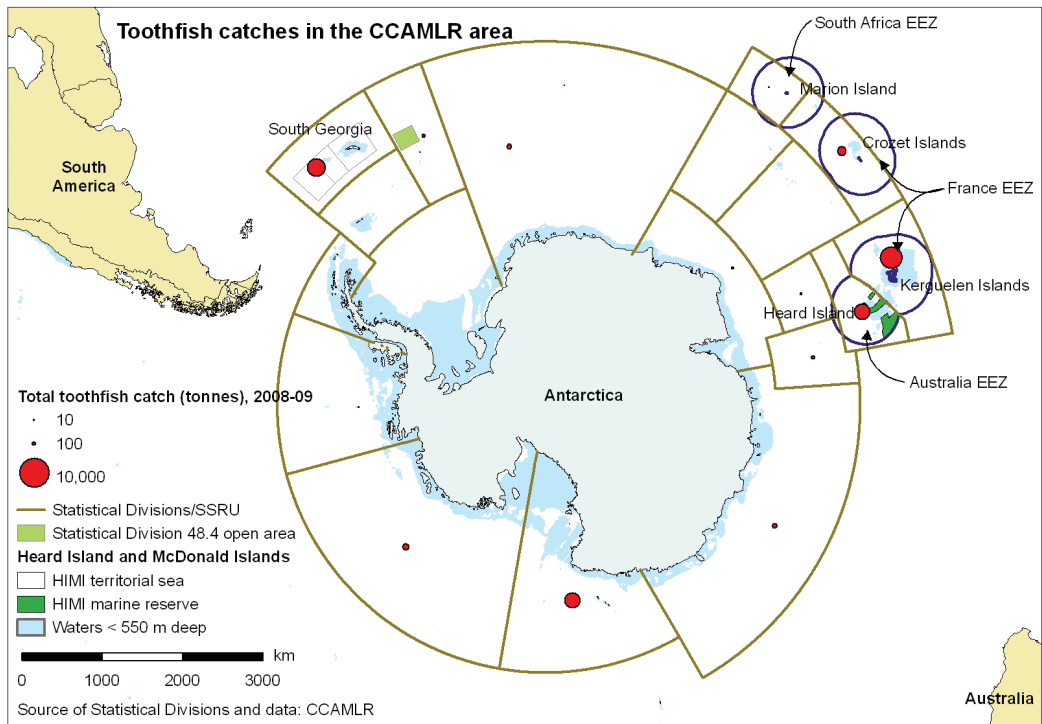 Toothfish catches in the CCAMLR area
South Africa EEZ
Marion Island
South Georgia
Crozet Islands
South
America
France EEZ
Kerguelen Islands
Heard Island
Australia EEZ
Antarctica
Total toothfish catch (tonnes), 2008-09
10
100
10,000
Statistical Divisions/SSRU
Statistical Division 48.4 open area
Heard Island and McDonald Islands
HIMI territorial sea
HIMI marine reserve
Waters < 550 m deep
km
0 1000 2000 3000
Source of Statistical Divisions and data: CCAMLR
Australia